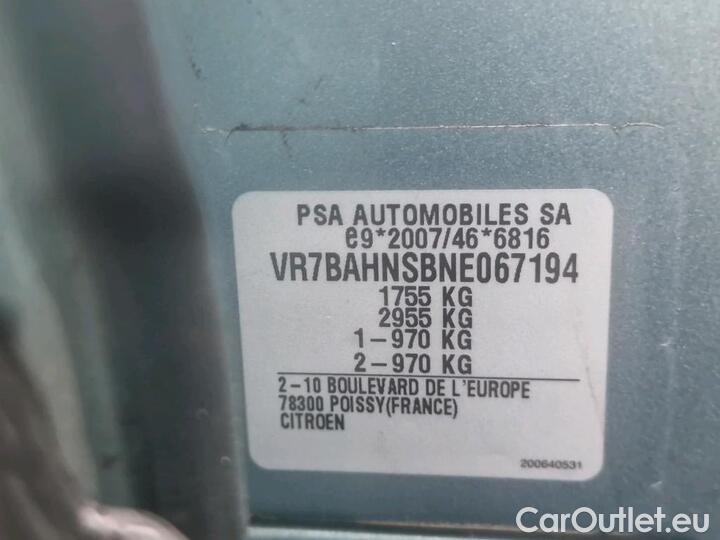 PSA AUTOMOBILES SA
e9*2007/46*6816
VR7BAHNSBNE067194
1755 KG
2955 KG
1-970 KG
2-970 KG
2-10 BOULEVARD DE L'EUROPE
78300 POISSY(FRANCE)
CITROEN
200640531
CarOutlet.eu